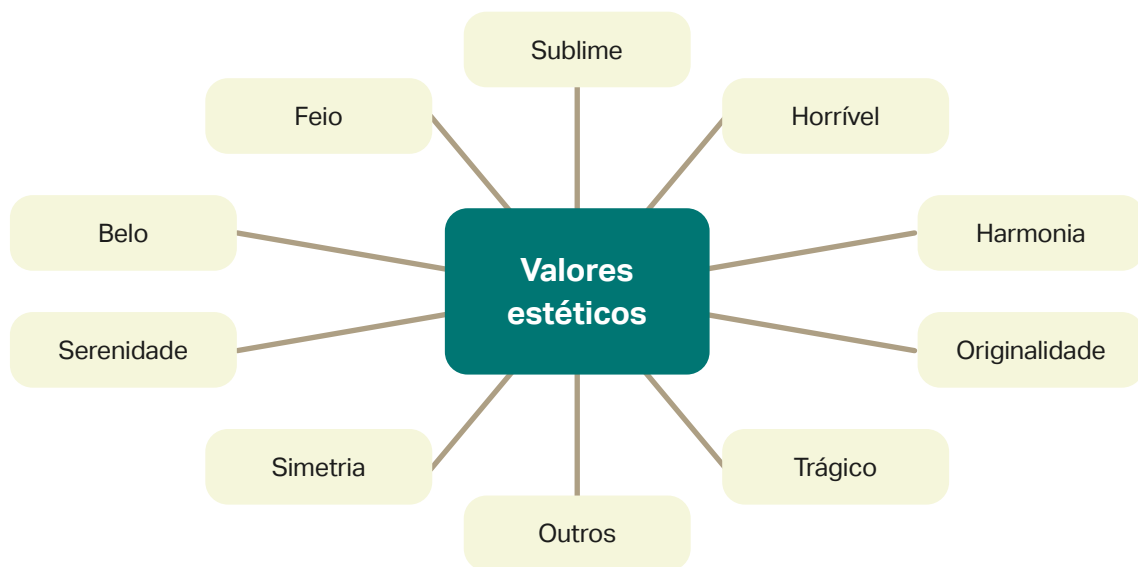 Sublime
Feio
Horrível
Belo
Harmonia
Valores
estéticos
Serenidade
Originalidade
Simetria
Trágico
Outros